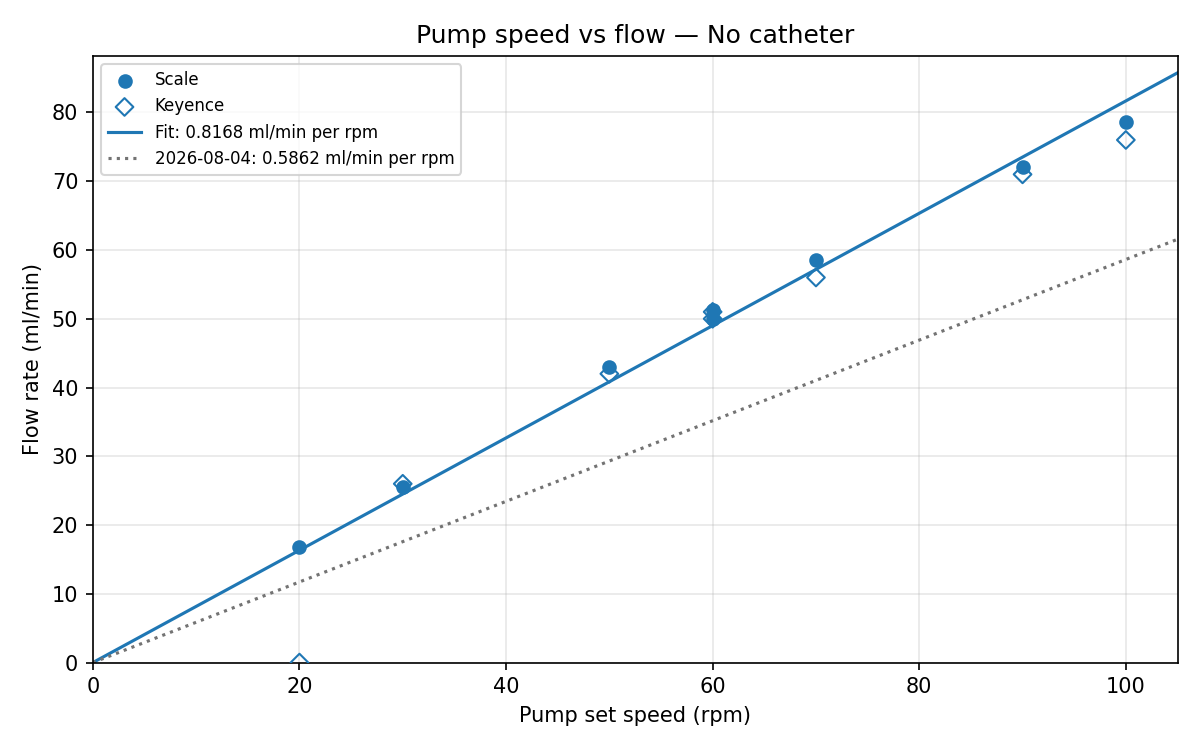 Pump speed vs flow — No catheter
Scale
Keyence
Fit: 0.8168 ml/min per rpm
2026-08-04: 0.5862 ml/min per rpm
Flow rate (ml/min)
80
70
60
50
40
30
20
10
0
0 20 40 60 80 100
Pump set speed (rpm)